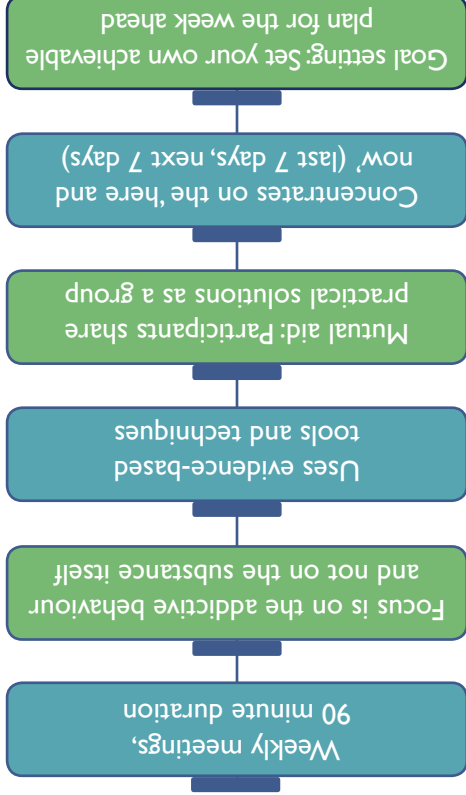 Weekly meetings,
90 minute duration
Focus is on the addictive behaviour
and not on the substance itself
Uses evidence-based
tools and techniques
Mutual aid: Participants share
practical solutions as a group
Concentrates on the ‘here and
now’ (last 7 days, next 7 days)
Goal setting: Set your own achievable
plan for the week ahead